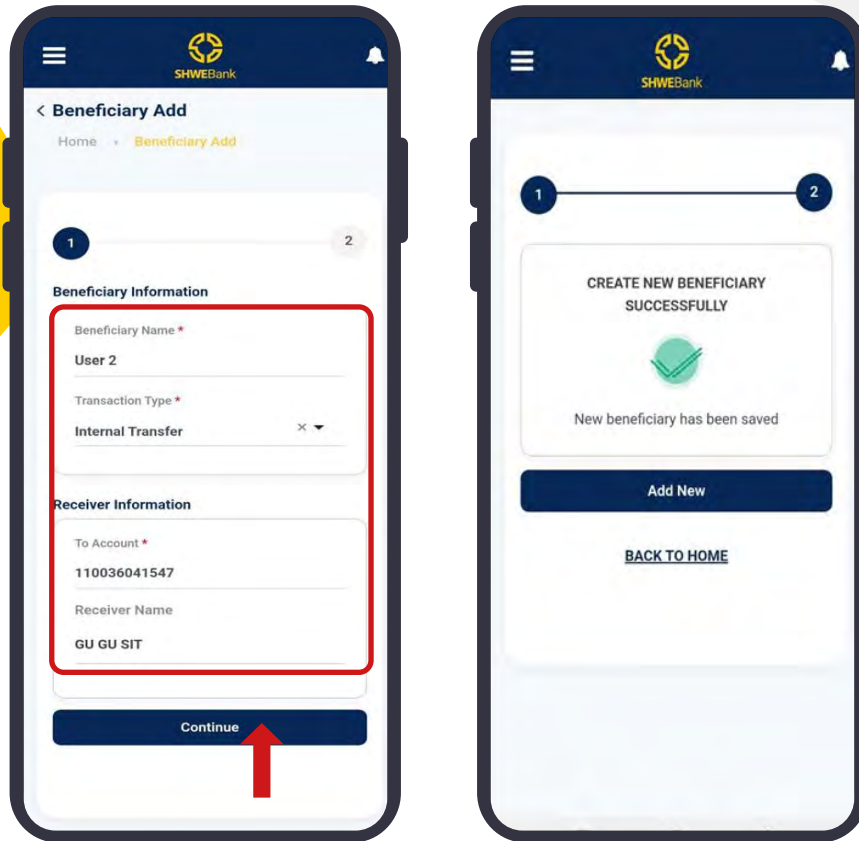 SHWEBank
< Beneficiary Add
Home • Beneficiary Add
1
2
Beneficiary Information
Beneficiary Name *
User 2
Transaction Type *
Internal Transfer
Receiver Information
To Account *
110036041547
Receiver Name
GU GU SIT
Continue
SHWEBank
1
2
CREATE NEW BENEFICIARY
SUCCESSFULLY
New beneficiary has been saved
Add New
BACK TO HOME